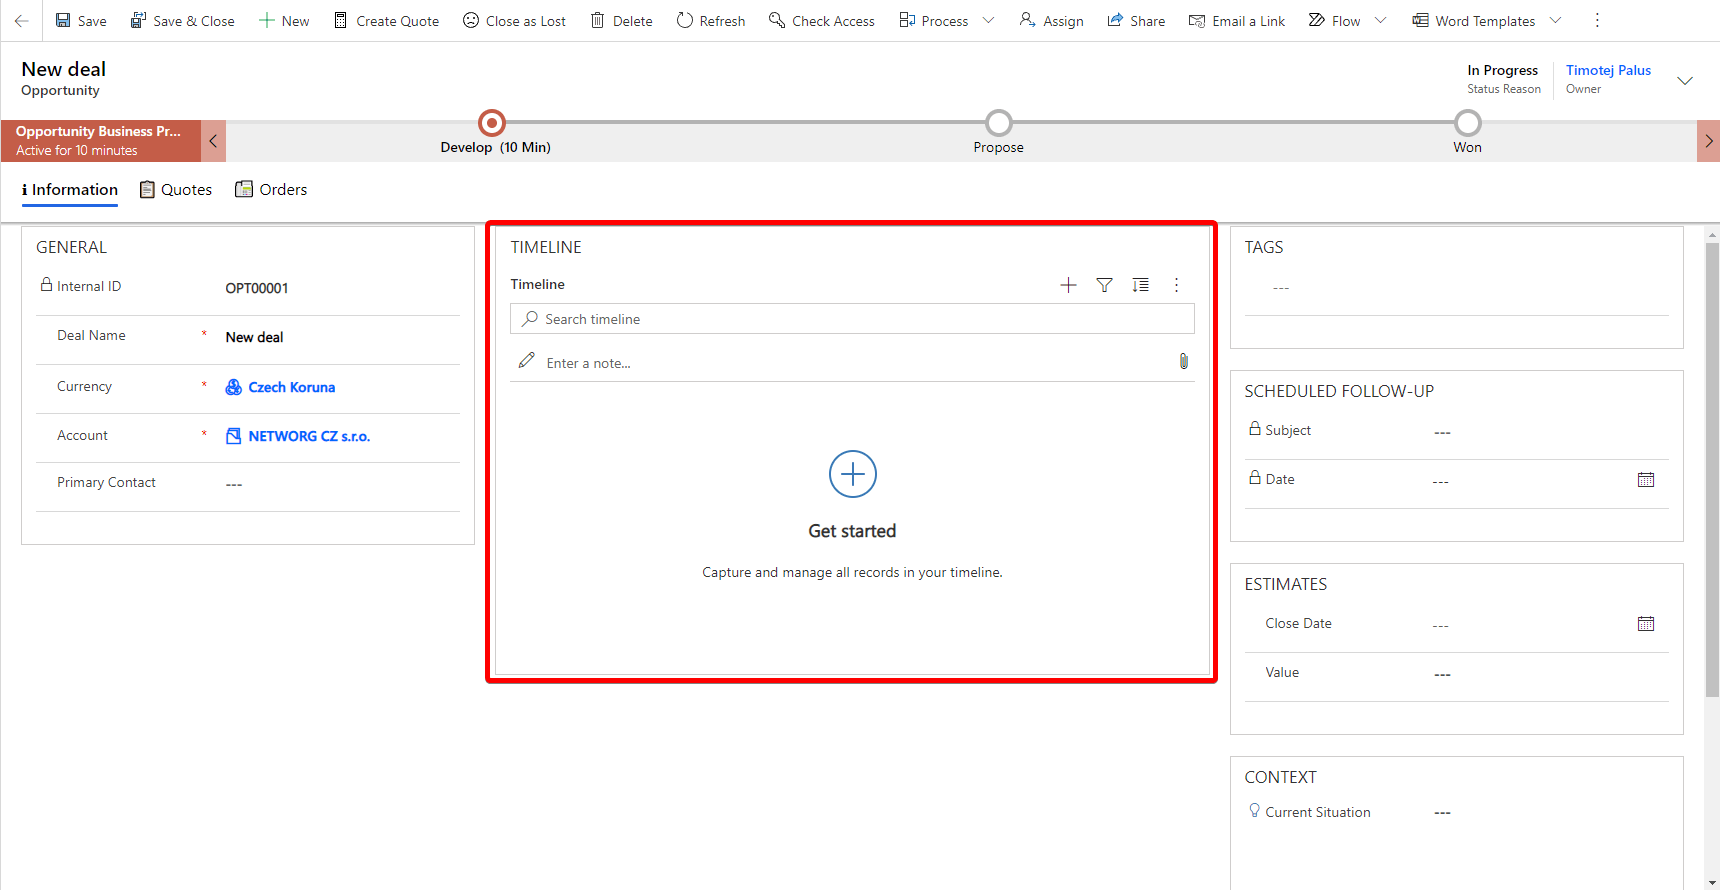 Save
Save & Close
New
Create Quote
Close as Lost
Delete
Refresh
Check Access
Process
Assign
Share
Email a Link
Flow
Word Templates
New deal
Opportunity
In Progress
Status Reason
Timotej Palus
Owner
Opportunity Business Pr...
Active for 10 minutes
Develop (10 Min)
Propose
Won
Information
Quotes
Orders
GENERAL
Internal ID
OPT00001
Deal Name * New deal
Currency * Czech Koruna
Account * NETWORG CZ s.r.o.
Primary Contact ---
TIMELINE
Timeline
Search timeline
Enter a note...
Get started
Capture and manage all records in your timeline.
TAGS
---
SCHEDULED FOLLOW-UP
Subject ---
Date ---
ESTIMATES
Close Date ---
Value ---
CONTEXT
Current Situation ---